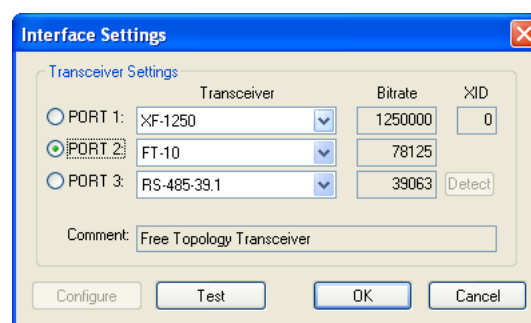 Interface Settings
Transceiver Settings
Transceiver Bitrate XID
PORT 1: XF-1250 1250000 0
PORT 2: FT-10 78125
PORT 3: RS-485-39.1 39063 Detect
Comment: Free Topology Transceiver
Configure Test OK Cancel